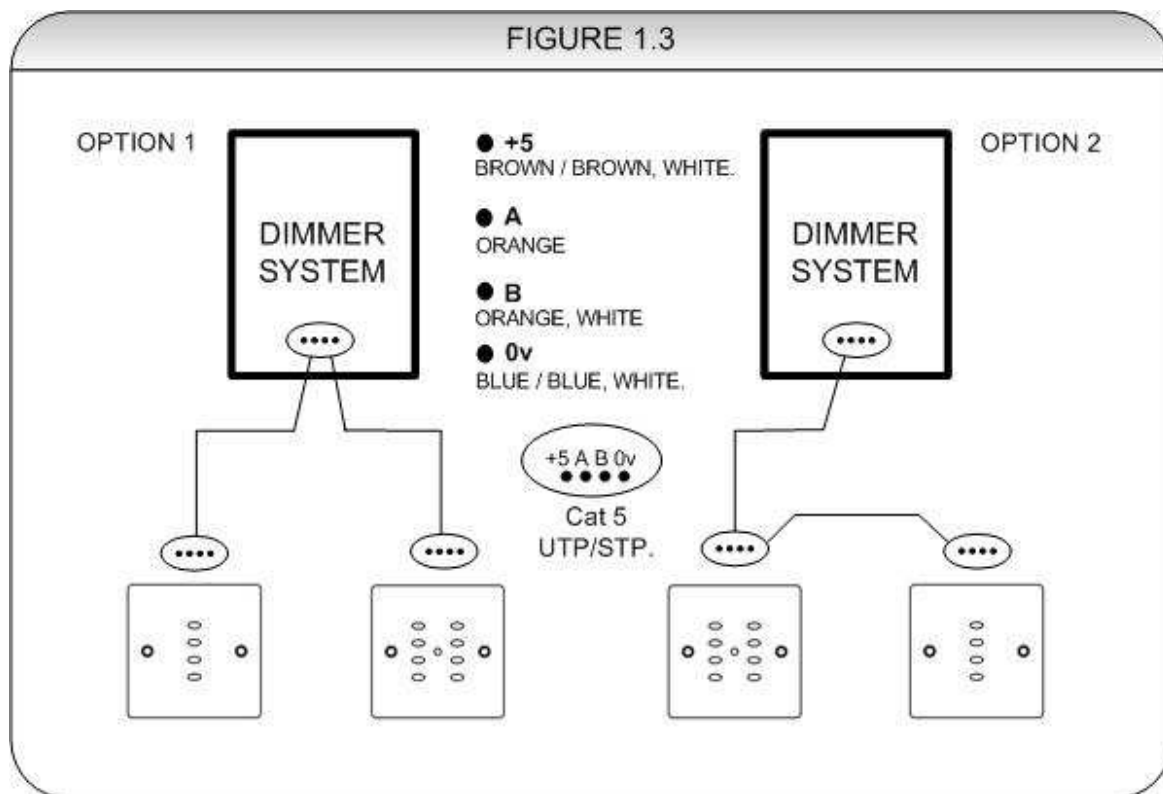 FIGURE 1.3
OPTION 1
DIMMER
SYSTEM
+5
BROWN / BROWN, WHITE.
A
ORANGE
B
ORANGE, WHITE
0v
BLUE / BLUE, WHITE.
+5 A B 0v
Cat 5
UTP/STP.
OPTION 2
DIMMER
SYSTEM